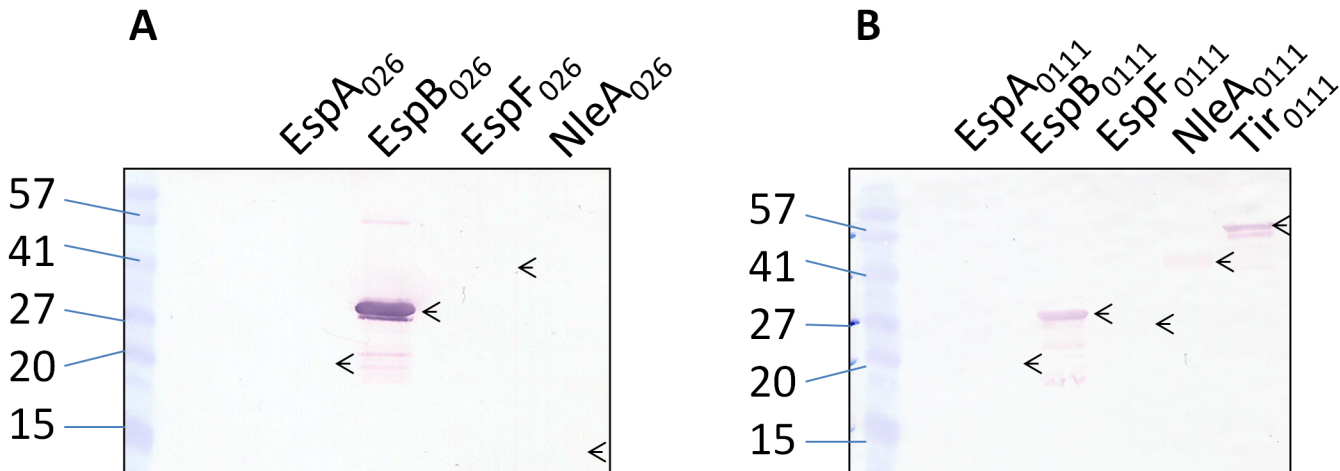 A
EspA026
EspB026
EspF026
NleA026
57
41
27
20
15
B
EspA0111
EspB0111
EspF0111
NleA0111
Tir0111
57
41
27
20
15